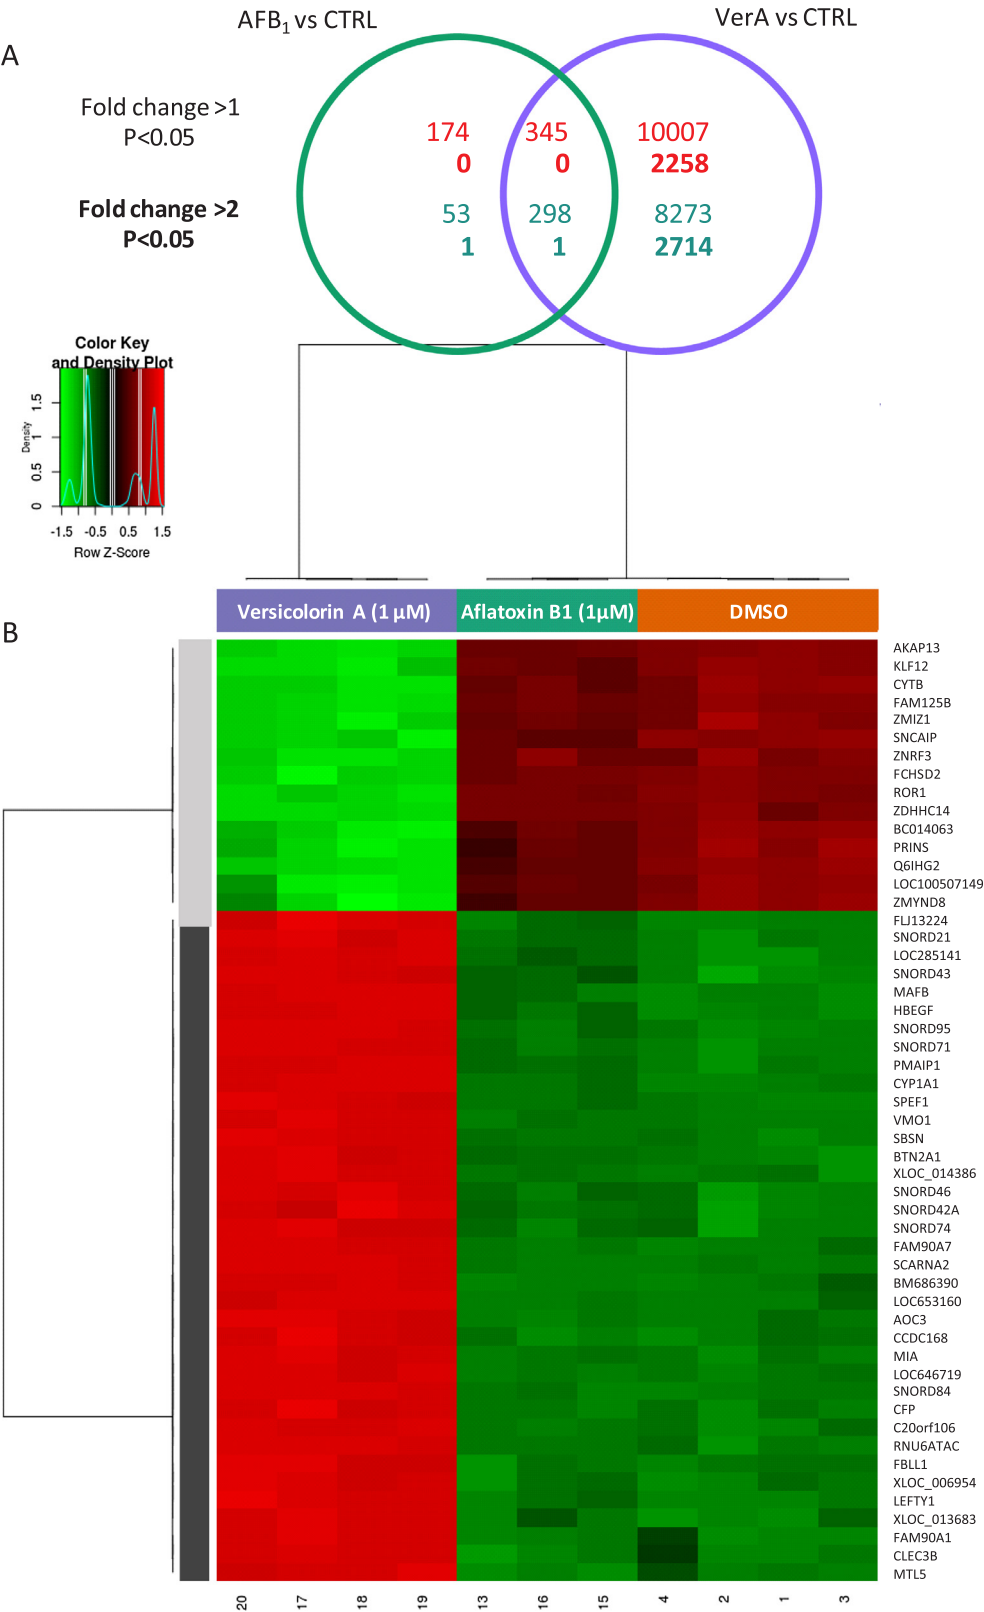 AFB1 vs CTRL
VerA vs CTRL
A
Fold change >1
P<0.05
174 345 10007
0 0 2258
Fold change >2
P<0.05
53 298 8273
1 1 2714
Color Key
and Density Plot
Density
0 0.5 1 1.5
-1.5 -0.5 0.5 1.5
Row Z-Score
B
Versicolorin A (1 µM) Aflatoxin B1 (1µM) DMSO
AKAP13
KLF12
CYTB
FAM125B
ZMIZ1
SNCAIP
ZNRF3
FCHSD2
ROR1
ZDHHC14
BC014063
PRINS
Q6IHG2
LOC100507149
ZMYND8
FLJ13224
SNORD21
LOC285141
SNORD43
MAFB
HBEGF
SNORD95
SNORD71
PMAIP1
CYP1A1
SPEF1
VMO1
SBSN
BTN2A1
XLOC_014386
SNORD46
SNORD42A
SNORD74
FAM90A7
SCARNA2
BM686390
LOC653160
AOC3
CCDC168
MIA
LOC646719
SNORD84
CFP
C20orf106
RNU6ATAC
FBLL1
XLOC_006954
LEFTY1
XLOC_013683
FAM90A1
CLEC3B
MTL5
20 17 18 19 13 16 15 4 2 1 3